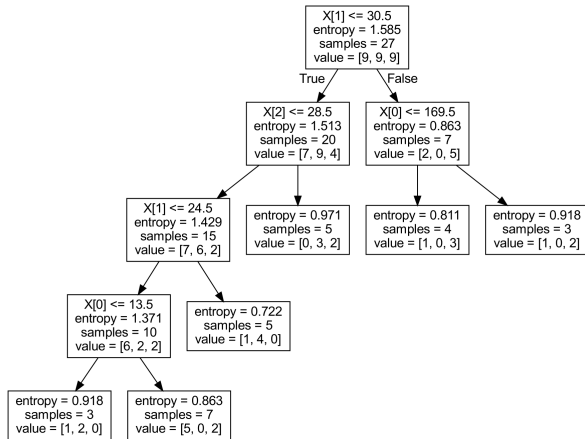 X[1] <= 30.5
entropy = 1.585
samples = 27
value = [9, 9, 9]
True
False
X[2] <= 28.5
entropy = 1.513
samples = 20
value = [7, 9, 4]
X[0] <= 169.5
entropy = 0.863
samples = 7
value = [2, 0, 5]
X[1] <= 24.5
entropy = 1.429
samples = 15
value = [7, 6, 2]
entropy = 0.971
samples = 5
value = [0, 3, 2]
entropy = 0.811
samples = 4
value = [1, 0, 3]
entropy = 0.918
samples = 3
value = [1, 0, 2]
X[0] <= 13.5
entropy = 1.371
samples = 10
value = [6, 2, 2]
entropy = 0.722
samples = 5
value = [1, 4, 0]
entropy = 0.918
samples = 3
value = [1, 2, 0]
entropy = 0.863
samples = 7
value = [5, 0, 2]